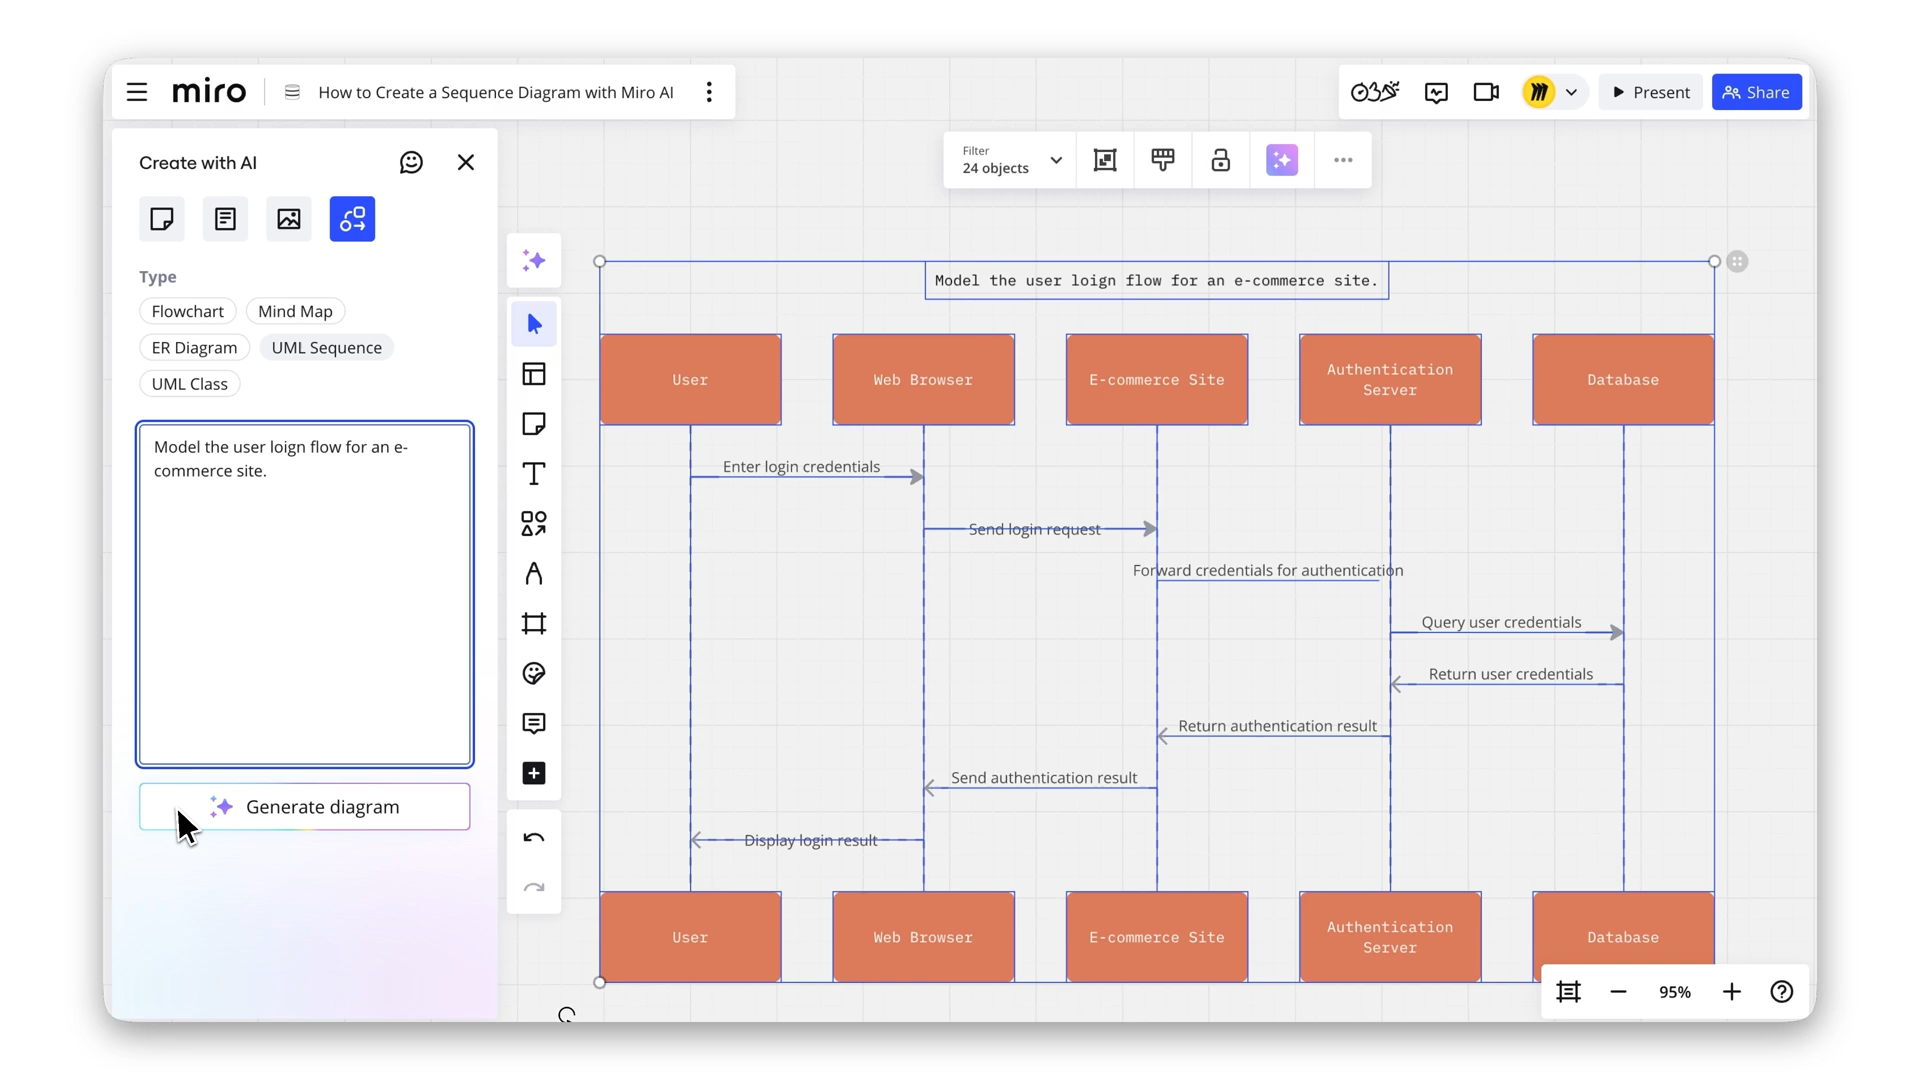 miro
How to Create a Sequence Diagram with Miro AI
Present
Share
Create with AI
Type
Flowchart
Mind Map
ER Diagram
UML Sequence
UML Class
Model the user loign flow for an e-
commerce site.
Generate diagram
Filter
24 objects
Model the user loign flow for an e-commerce site.
User
Web Browser
E-commerce Site
Authentication
Server
Database
Enter login credentials
Send login request
Forward credentials for authentication
Query user credentials
Return user credentials
Return authentication result
Send authentication result
Display login result
User
Web Browser
E-commerce Site
Authentication
Server
Database
95%